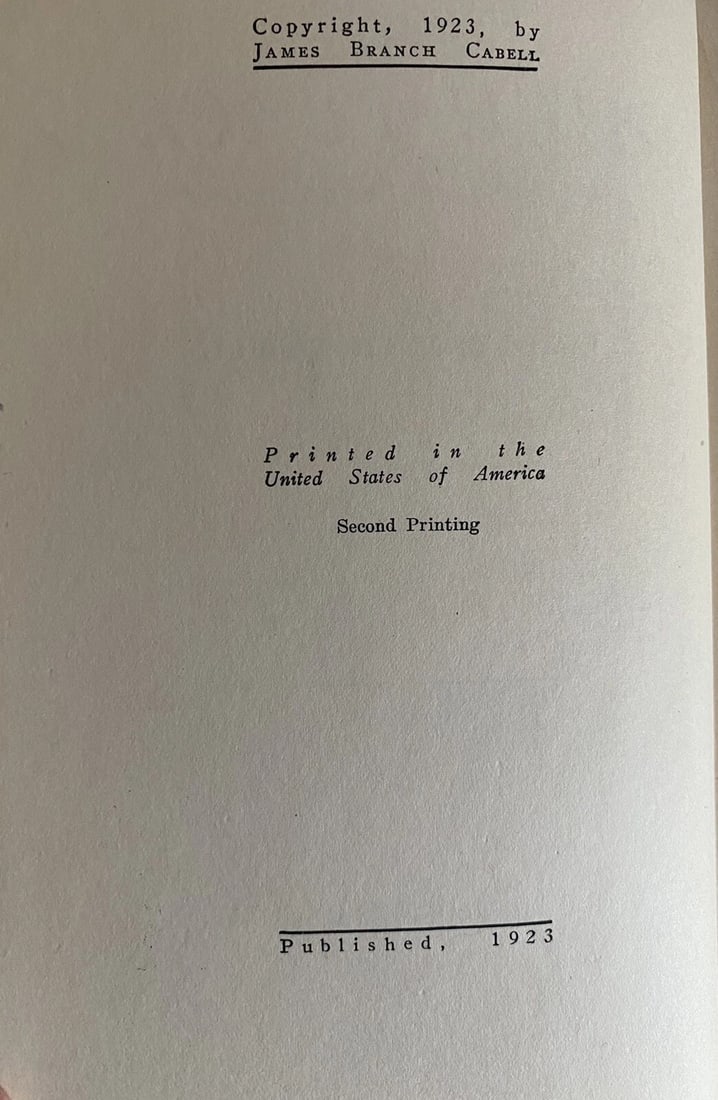 Copyright, 1923, by
JAMES BRANCH CABELL
Printed in the
United States of America
Second Printing
Published, 1923